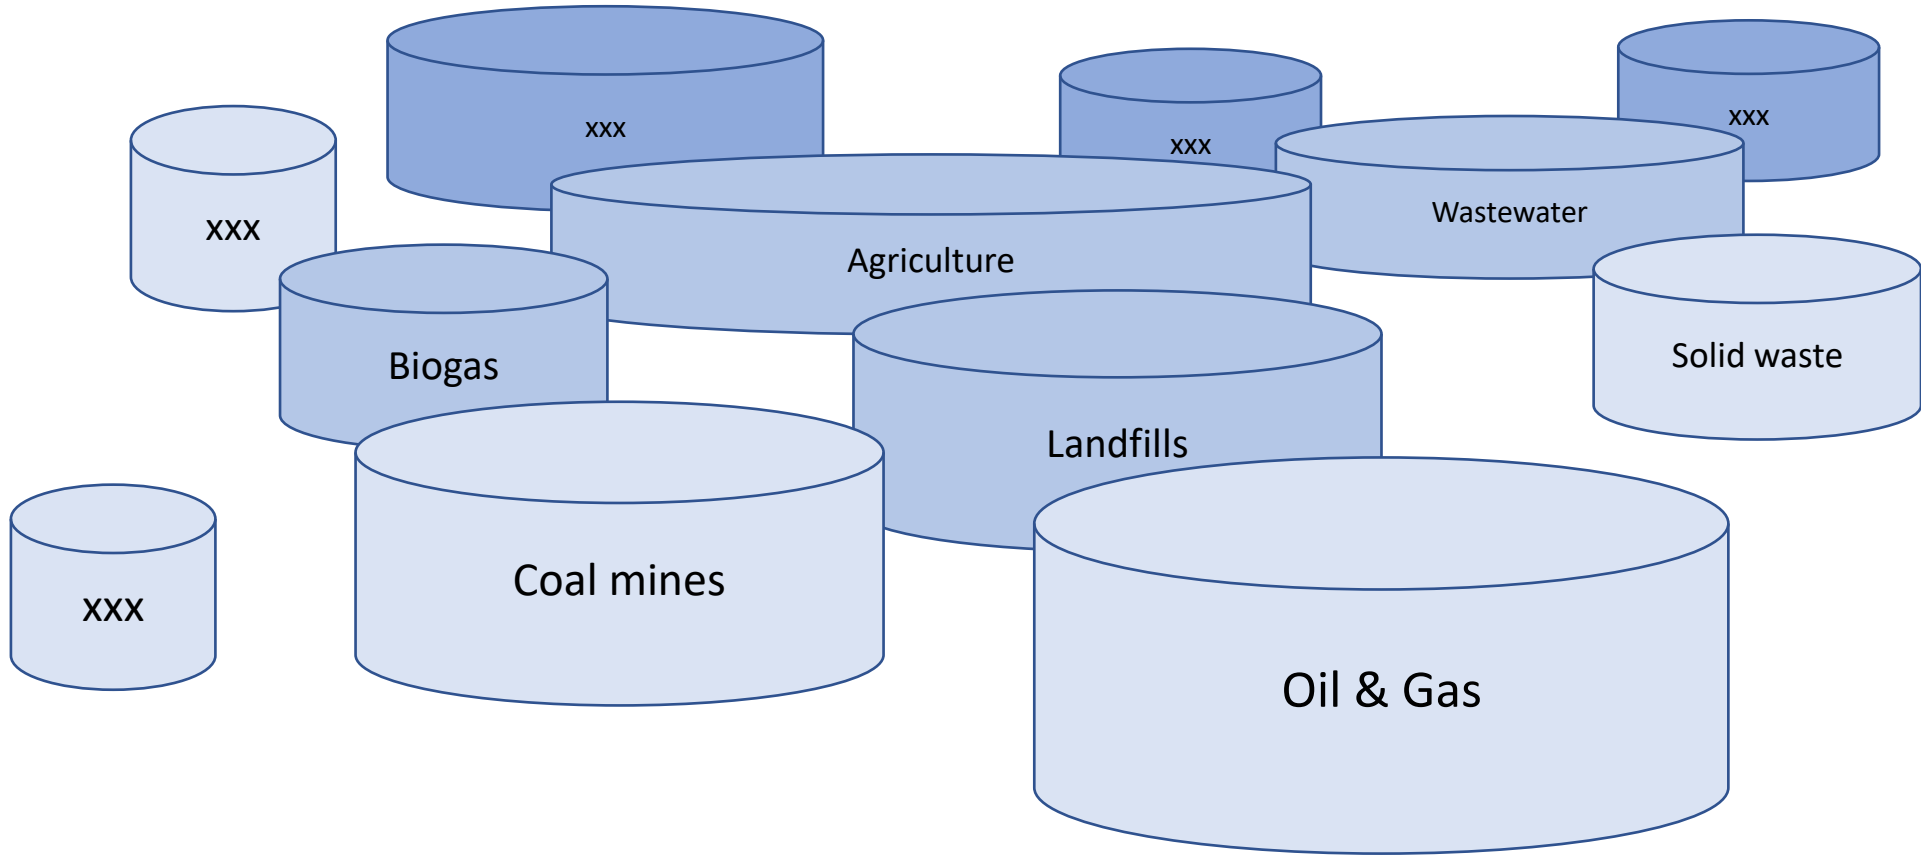 xxx
xxx
xxx
xxx
Wastewater
Agriculture
Solid waste
Biogas
Landfills
Coal mines
xxx
Oil & Gas